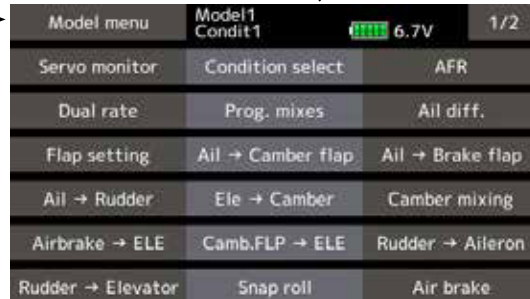 Model menu
Model1
Condit1
6.7V
1/2
Servo monitor
Condition select
AFR
Dual rate
Prog. mixes
Ail diff.
Flap setting
Ail → Camber flap
Ail → Brake flap
Ail → Rudder
Ele → Camber
Camber mixing
Airbrake → ELE
Camb.FLP → ELE
Rudder → Aileron
Rudder → Elevator
Snap roll
Air brake